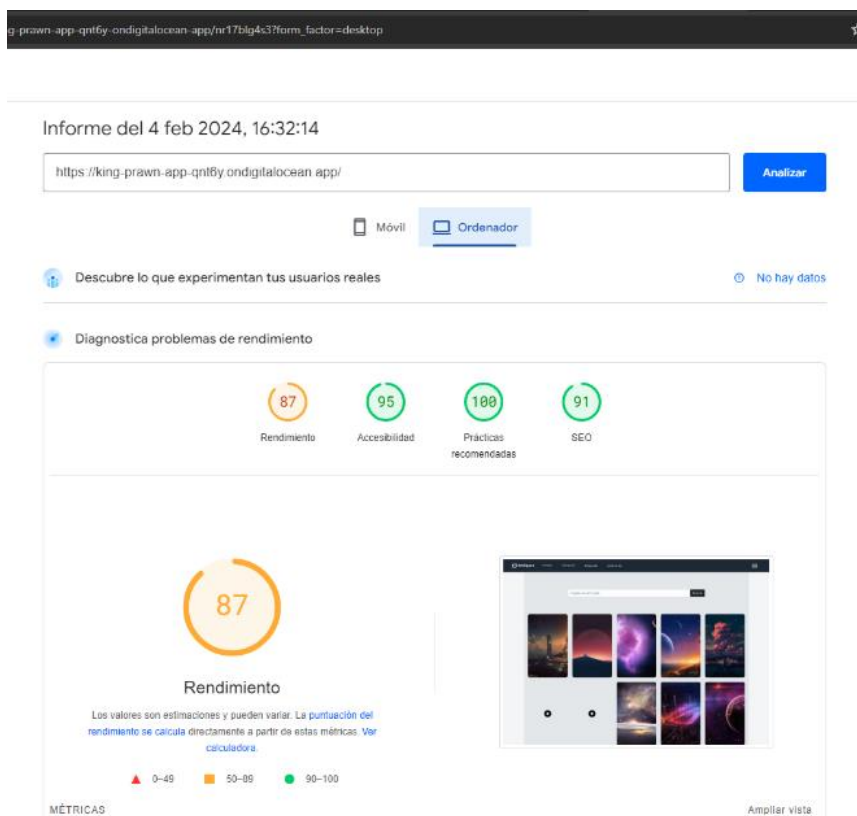 g-prawn-app-qnt6y-ondigitalocean-app/nr17blg4s3?form_factor=desktop
Informe del 4 feb 2024, 16:32:14
https://king-prawn-app-qnt6y.ondigitalocean.app/
Analizar
Móvil
Ordenador
Descubre lo que experimentan tus usuarios reales
No hay datos
Diagnostica problemas de rendimiento
87
95
100
91
Rendimiento
Accesibilidad
Prácticas
recomendadas
SEO
87
Rendimiento
Los valores son estimaciones y pueden variar. La puntuación del
rendimiento se calcula directamente a partir de estas métricas. Ver
calculadora.
0–49
50–89
90–100
MÉTRICAS
Ampliar vista